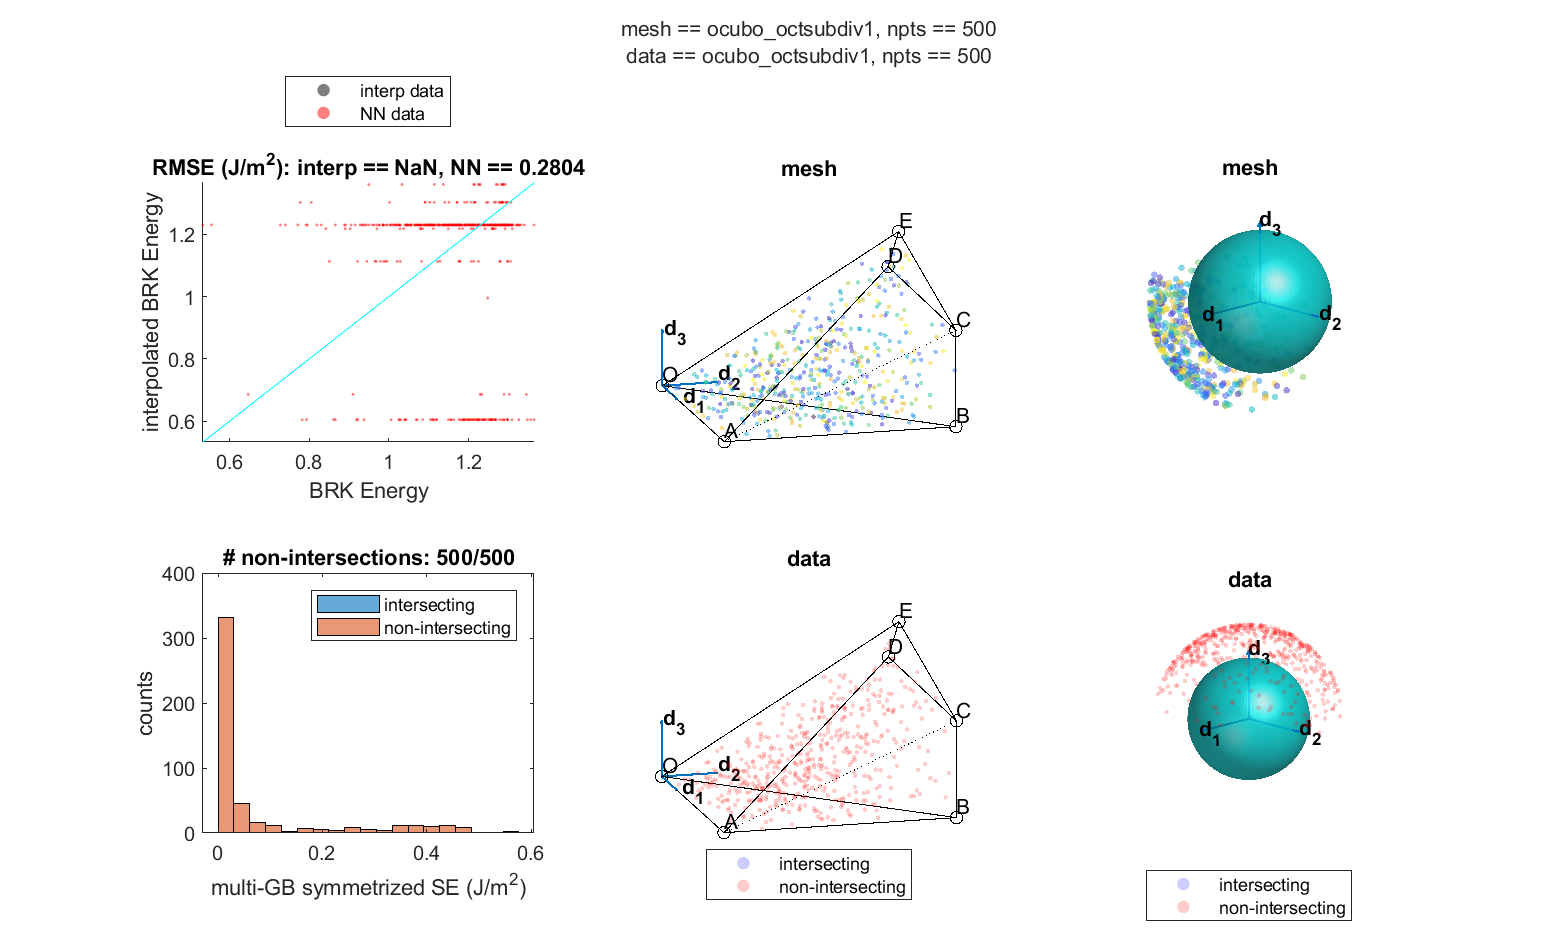 mesh == ocubo_octsubdiv1, npts == 500
data == ocubo_octsubdiv1, npts == 500
interp data
NN data
RMSE (J/m²): interp == NaN, NN == 0.2804
interpolated BRK Energy
1.2
1
0.8
0.6
0.6
0.8
1
1.2
BRK Energy
mesh
E
D
C
d₃
O
d₂
d₁
B
A
mesh
d₃
d₁
d₂
# non-intersections: 500/500
intersecting
non-intersecting
counts
400
300
200
100
0
0
0.2
0.4
0.6
multi-GB symmetrized SE (J/m²)
data
E
D
C
d₃
O
d₂
d₁
B
A
intersecting
non-intersecting
data
d₃
d₁
d₂
intersecting
non-intersecting